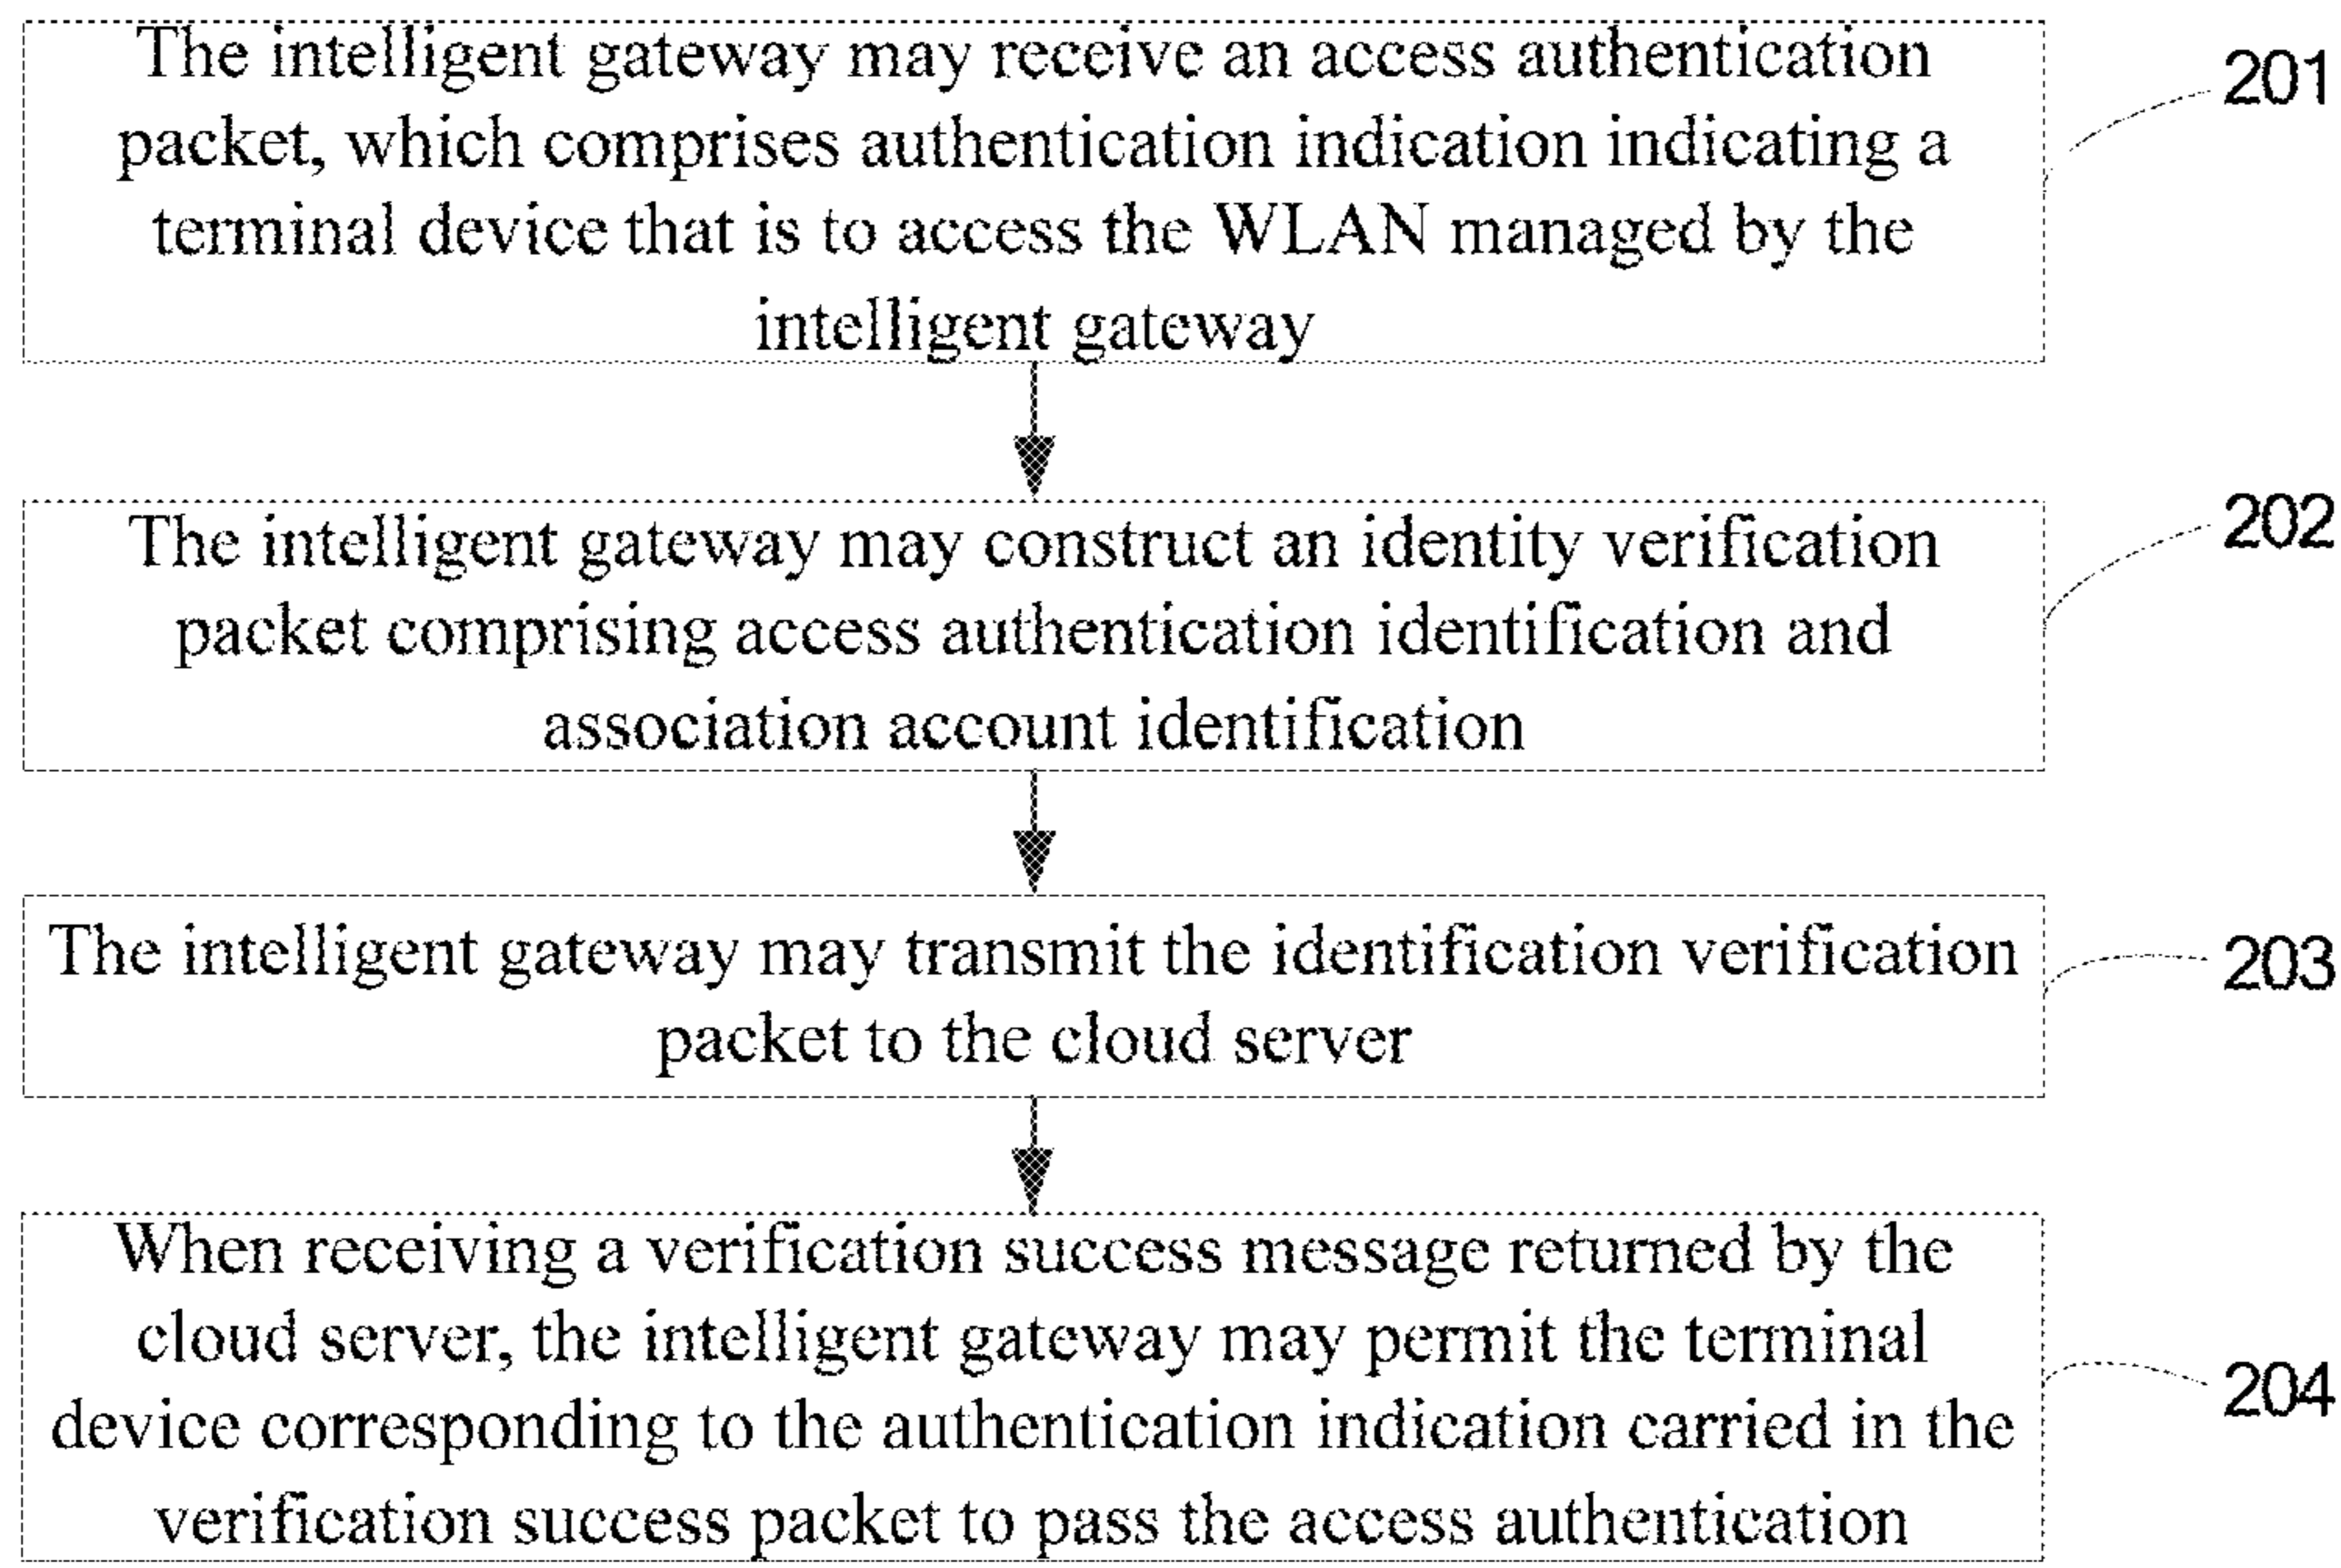 The intelligent gateway may receive an access authentication
packet, which comprises authentication indication indicating a
terminal device that is to access the WLAN managed by the
intelligent gateway
201
The intelligent gateway may construct an identity verification
packet comprising access authentication identification and
association account identification
202
The intelligent gateway may transmit the identification verification
packet to the cloud server
203
When receiving a verification success message returned by the
cloud server, the intelligent gateway may permit the terminal
device corresponding to the authentication indication carried in the
verification success packet to pass the access authentication
204